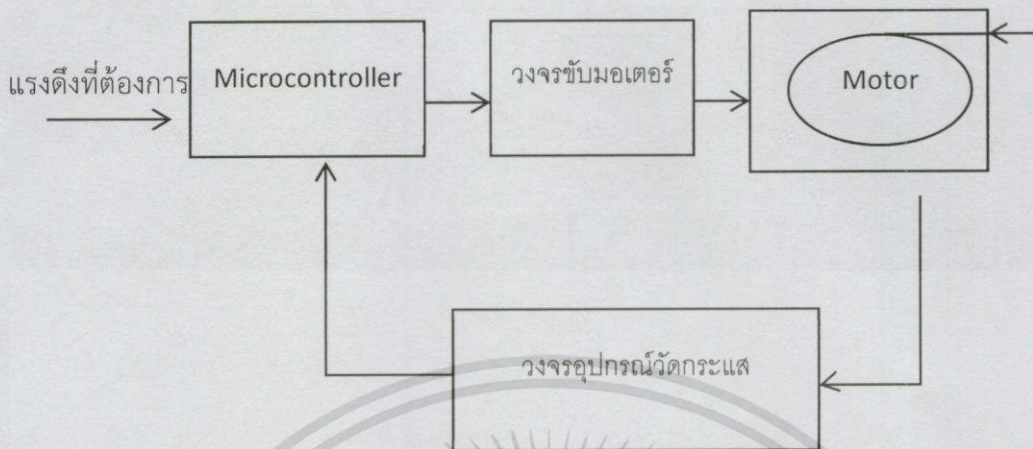 แรงดึงที่ต้องการ
Microcontroller
วงจรขับมอเตอร์
Motor
วงจรอุปกรณ์วัดกระแส